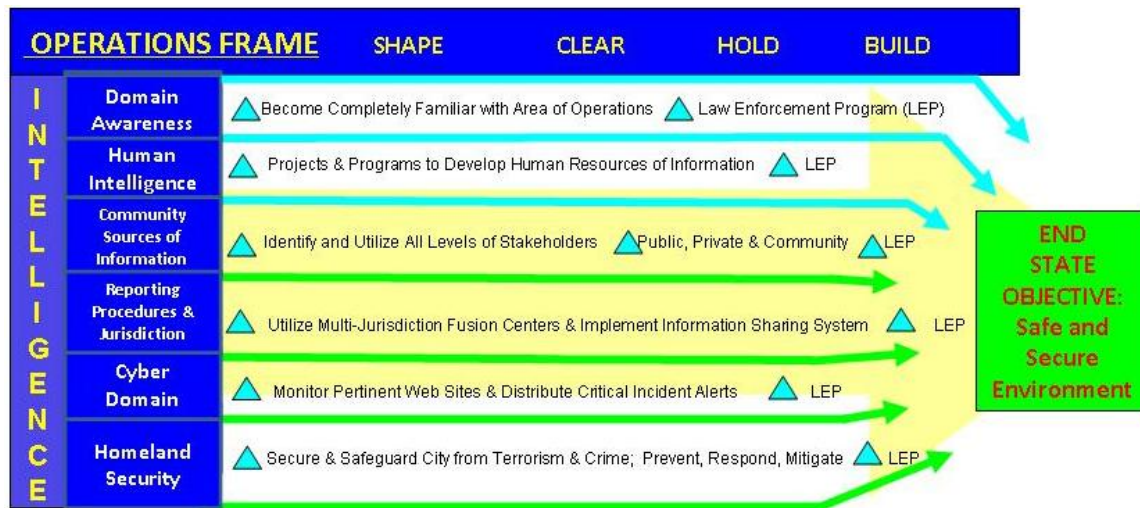 OPERATIONS FRAME SHAPE CLEAR HOLD BUILD
INTELLIGENCE
Domain
Awareness
Become Completely Familiar with Area of Operations Law Enforcement Program (LEP)
Human
Intelligence
Projects & Programs to Develop Human Resources of Information LEP
Community
Sources of
Information
Identify and Utilize All Levels of Stakeholders Public, Private & Community LEP
Reporting
Procedures &
Jurisdiction
Utilize Multi-Jurisdiction Fusion Centers & Implement Information Sharing System LEP
Cyber
Domain
Monitor Pertinent Web Sites & Distribute Critical Incident Alerts LEP
Homeland
Security
Secure & Safeguard City from Terrorism & Crime; Prevent, Respond, Mitigate LEP
END
STATE
OBJECTIVE:
Safe and
Secure
Environment